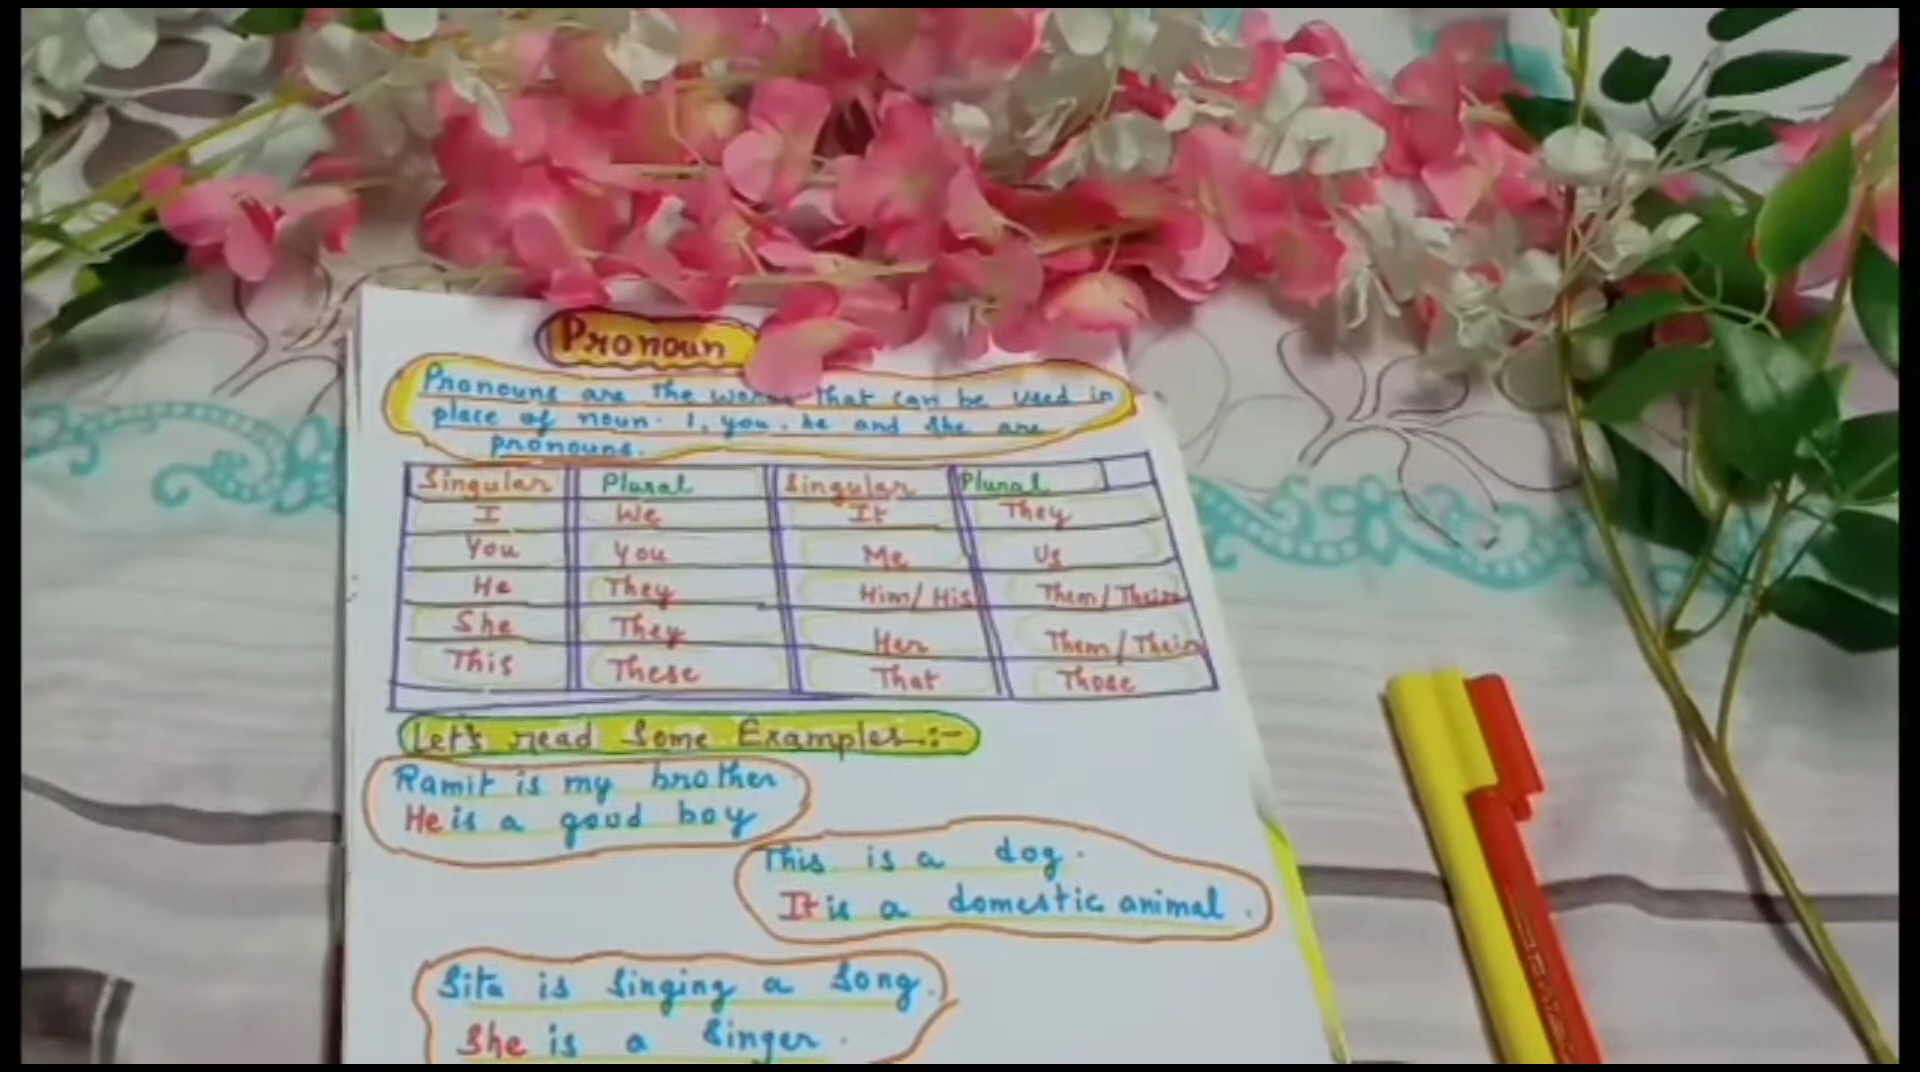 Pronoun
Pronouns are the words that can be used in
place of noun. I, you, he and she are
pronouns.
Singular Plural Singular Plural
I We It They
You You Me Us
He They Him/His Them/Theirs
She They Her Them/Their
This These That Those
Let's read Some Examples:-
Ramit is my brother
He is a good boy
This is a dog.
It is a domestic animal.
Sita is Singing a Song.
She is a Singer.